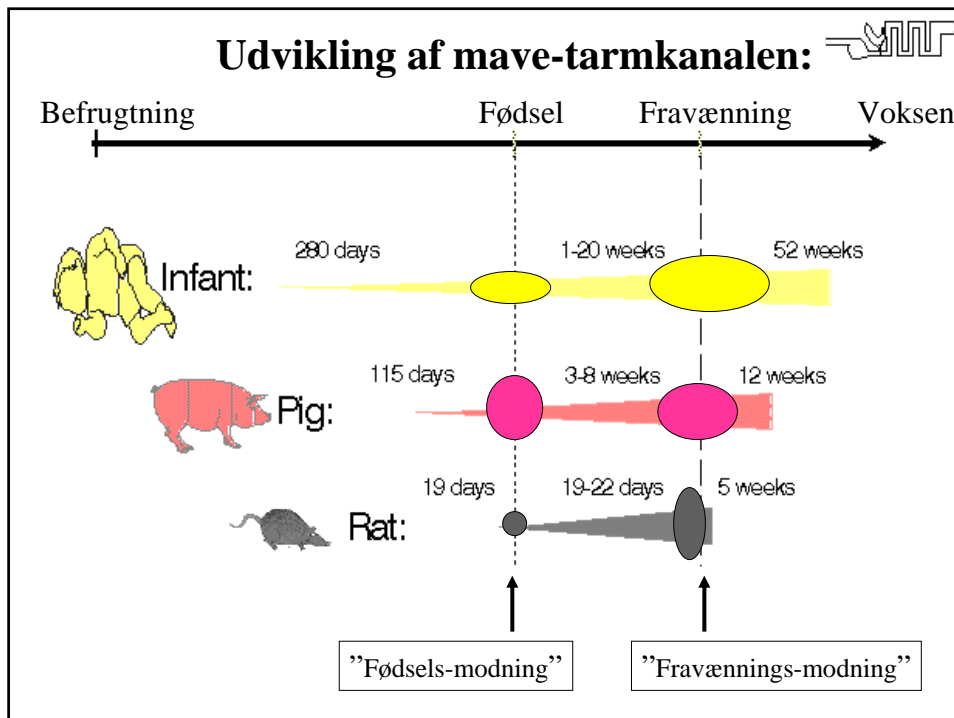 Udvikling af mave-tarmkanalen:
Befrugtning Fødsel Fravænning Voksen
280 days 1-20 weeks 52 weeks
Infant:
115 days 3-8 weeks 12 weeks
Pig:
19 days 19-22 days 5 weeks
Rat:
”Fødsels-modning” ”Fravænnings-modning”